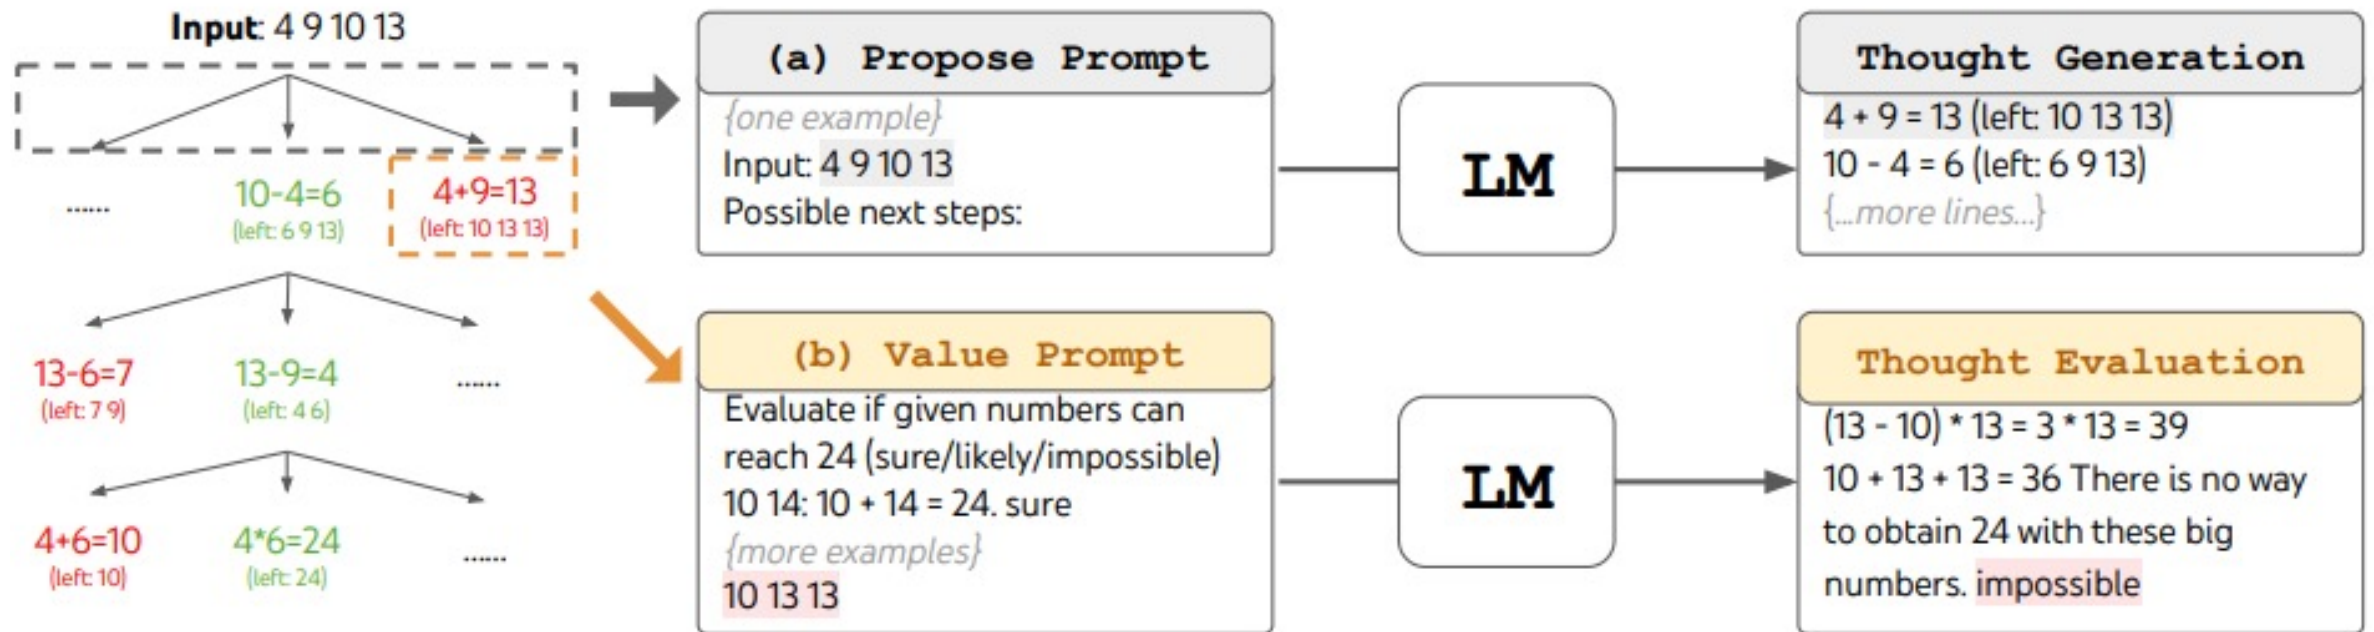 Input: 4 9 10 13
......
10-4=6
(left: 6 9 13)
4+9=13
(left: 10 13 13)
13-6=7
(left: 7 9)
13-9=4
(left: 4 6)
......
4+6=10
(left: 10)
4*6=24
(left: 24)
......
(a) Propose Prompt
{one example}
Input: 4 9 10 13
Possible next steps:
LM
Thought Generation
4 + 9 = 13 (left: 10 13 13)
10 - 4 = 6 (left: 6 9 13)
{...more lines...}
(b) Value Prompt
Evaluate if given numbers can
reach 24 (sure/likely/impossible)
10 14: 10 + 14 = 24. sure
{more examples}
10 13 13
LM
Thought Evaluation
(13 - 10) * 13 = 3 * 13 = 39
10 + 13 + 13 = 36 There is no way
to obtain 24 with these big
numbers. impossible